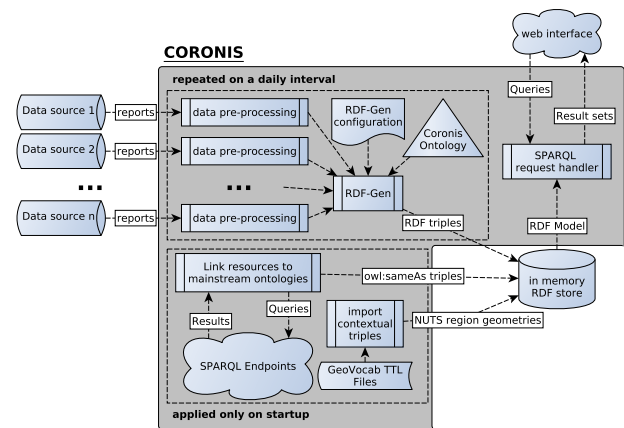 web interface
CORONIS
repeated on a daily interval
Queries
Result sets
Data source 1
reports
data pre-processing
RDF-Gen
configuration
Coronis
Ontology
Data source 2
reports
data pre-processing
SPARQL
request handler
...
...
RDF-Gen
Data source n
reports
data pre-processing
RDF triples
RDF Model
Link resources to
mainstream ontologies
owl:sameAs triples
in memory
RDF store
Results
Queries
import
contextual
triples
NUTS region geometries
SPARQL Endpoints
GeoVocab TTL
Files
applied only on startup